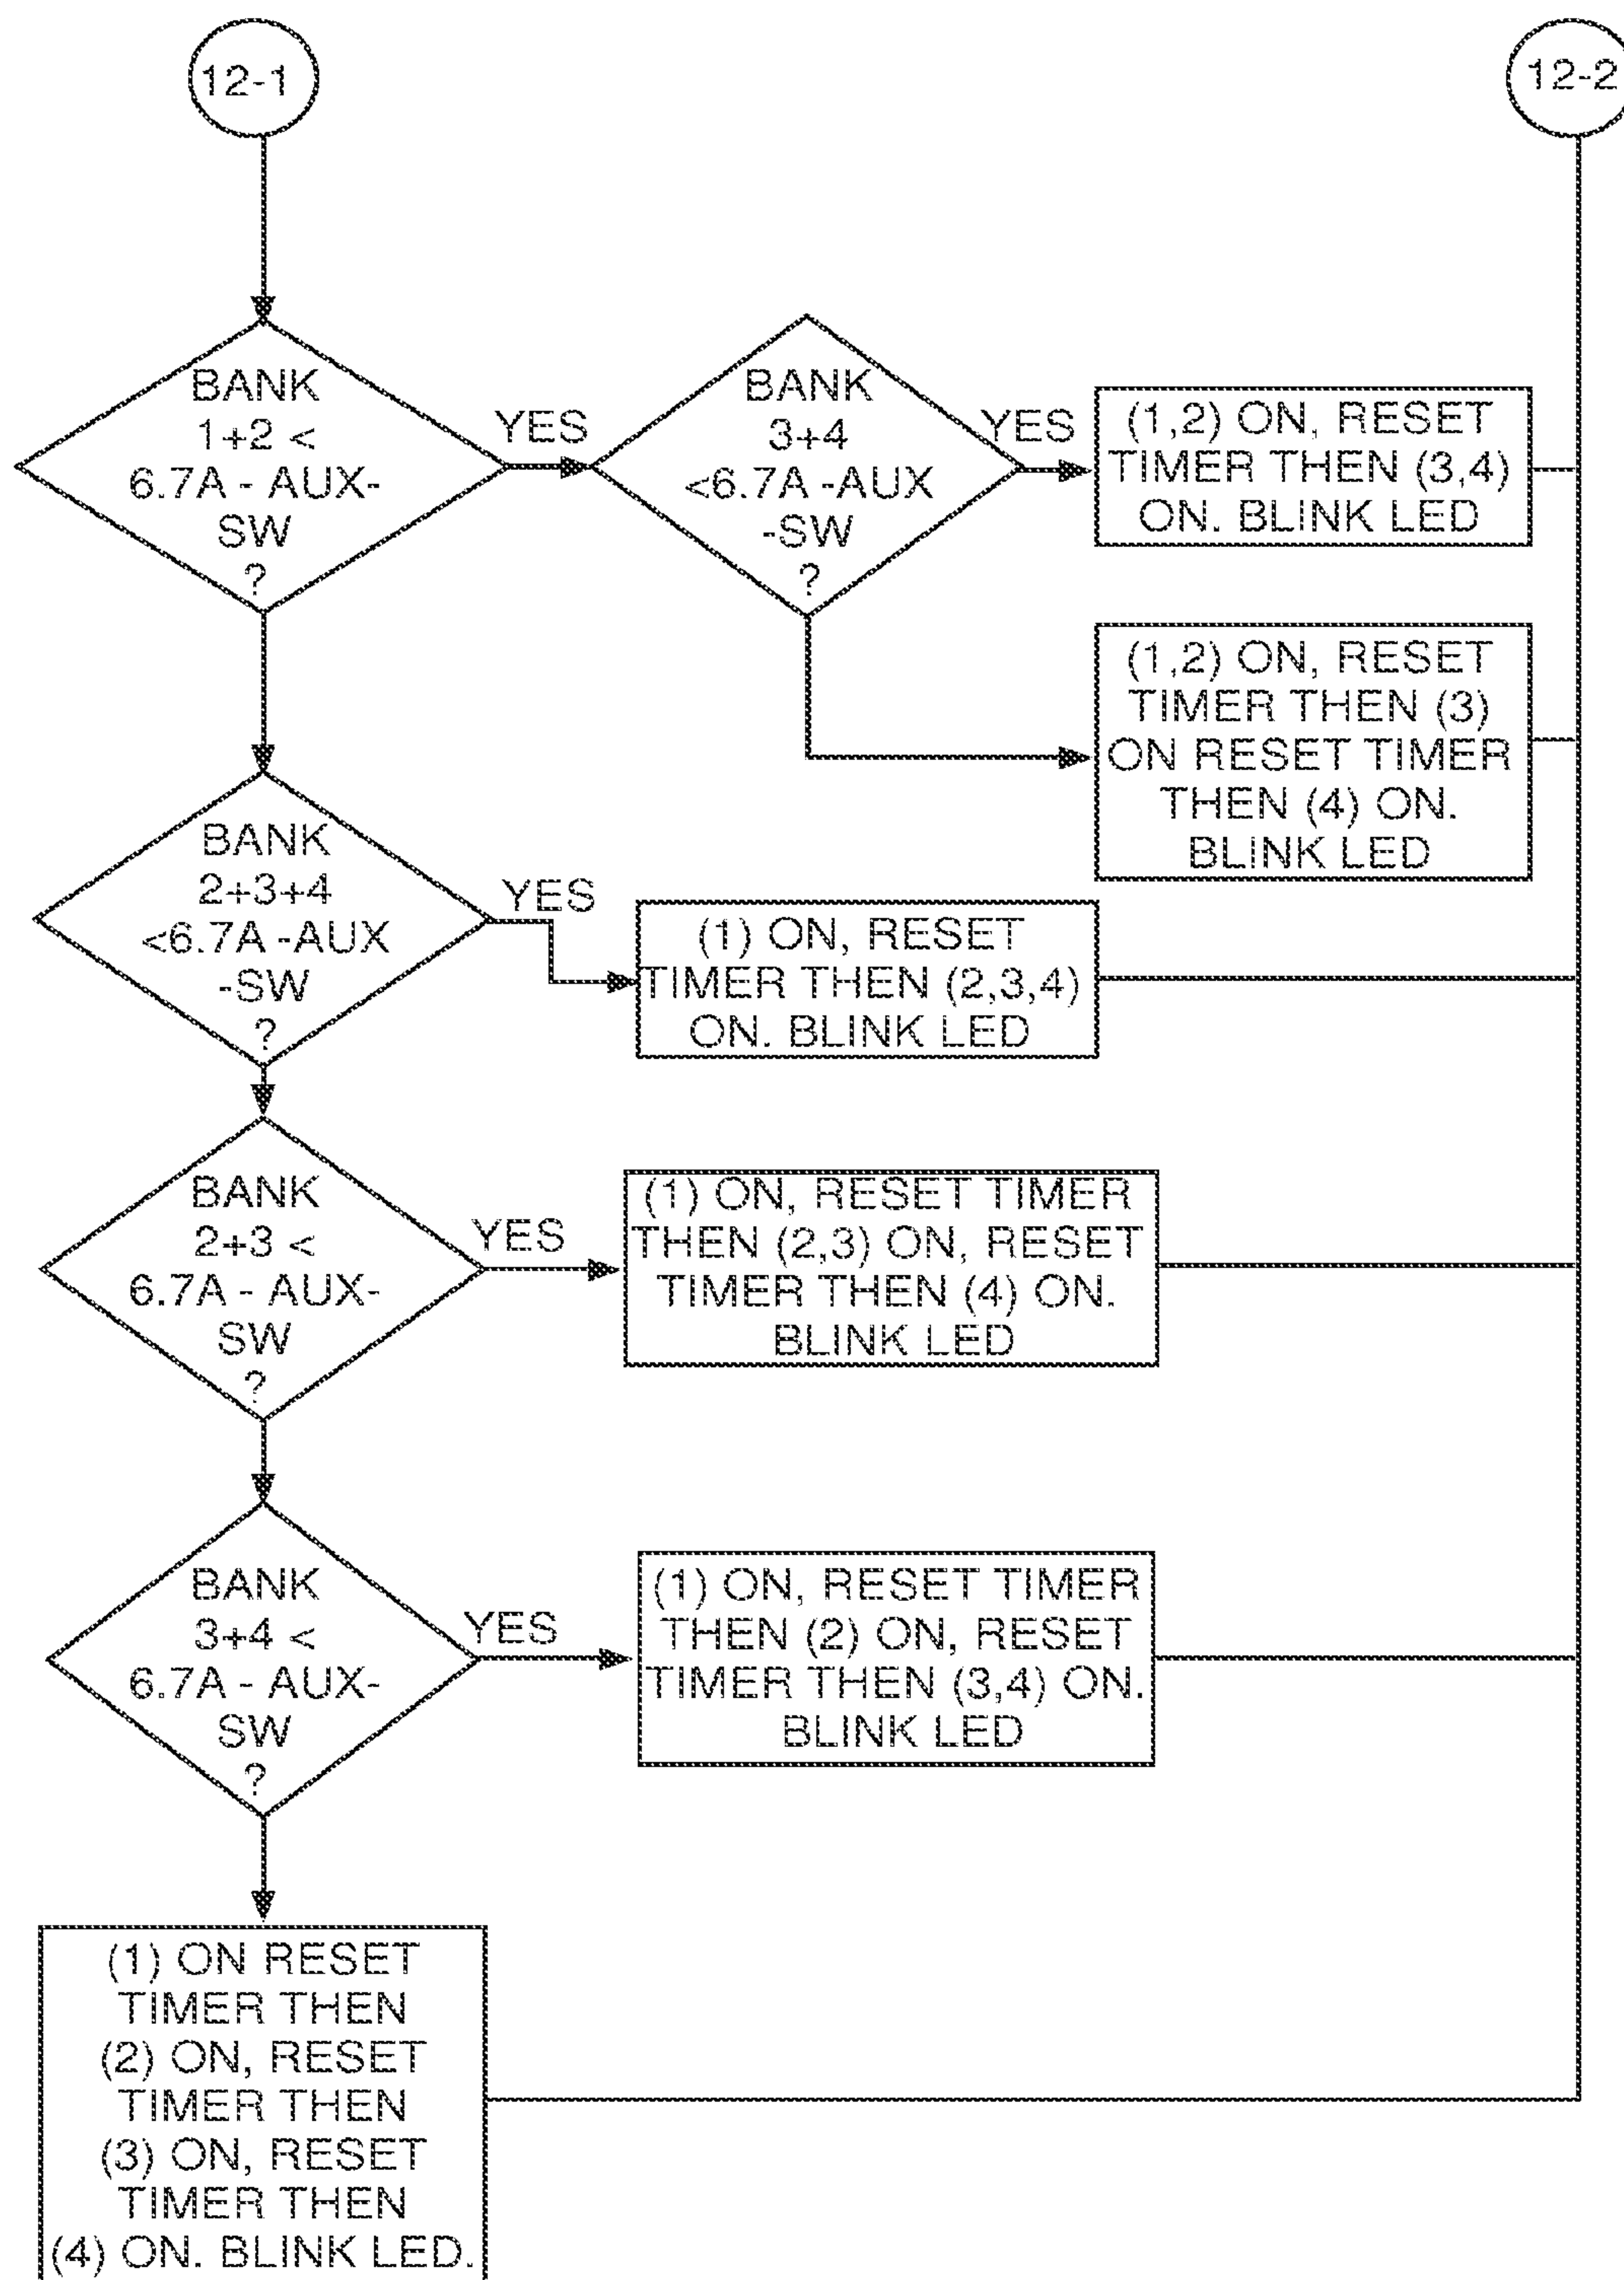 12-1
12-2
BANK
1+2 <
6.7A - AUX-
SW
?
YES
BANK
3+4
<6.7A -AUX
-SW
?
YES
(1,2) ON, RESET
TIMER THEN (3,4)
ON. BLINK LED
(1,2) ON, RESET
TIMER THEN (3)
ON RESET TIMER
THEN (4) ON.
BLINK LED
BANK
2+3+4
<6.7A -AUX
-SW
?
YES
(1) ON, RESET
TIMER THEN (2,3,4)
ON. BLINK LED
BANK
2+3 <
6.7A - AUX-
SW
?
YES
(1) ON, RESET TIMER
THEN (2,3) ON, RESET
TIMER THEN (4) ON.
BLINK LED
BANK
3+4 <
6.7A - AUX-
SW
?
YES
(1) ON, RESET TIMER
THEN (2) ON, RESET
TIMER THEN (3,4) ON.
BLINK LED
(1) ON RESET
TIMER THEN
(2) ON, RESET
TIMER THEN
(3) ON, RESET
TIMER THEN
(4) ON. BLINK LED.